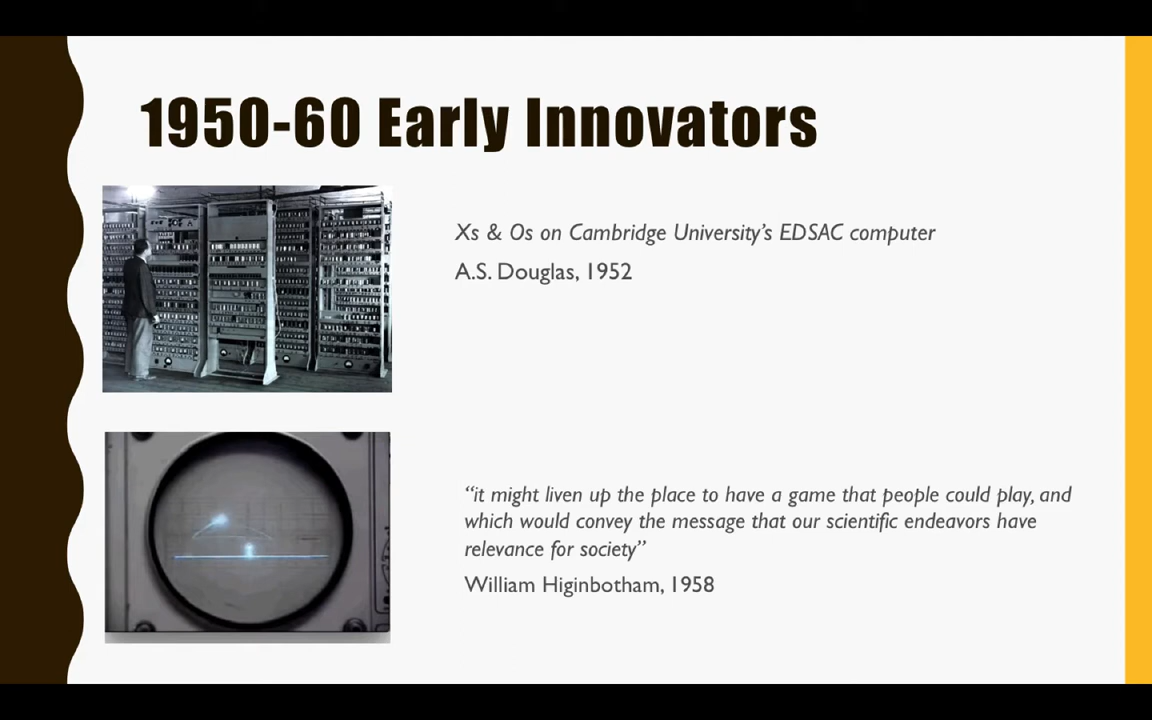 1950-60 Early Innovators
Xs & Os on Cambridge University’s EDSAC computer
A.S. Douglas, 1952
“it might liven up the place to have a game that people could play, and
which would convey the message that our scientific endeavors have
relevance for society”
William Higinbotham, 1958